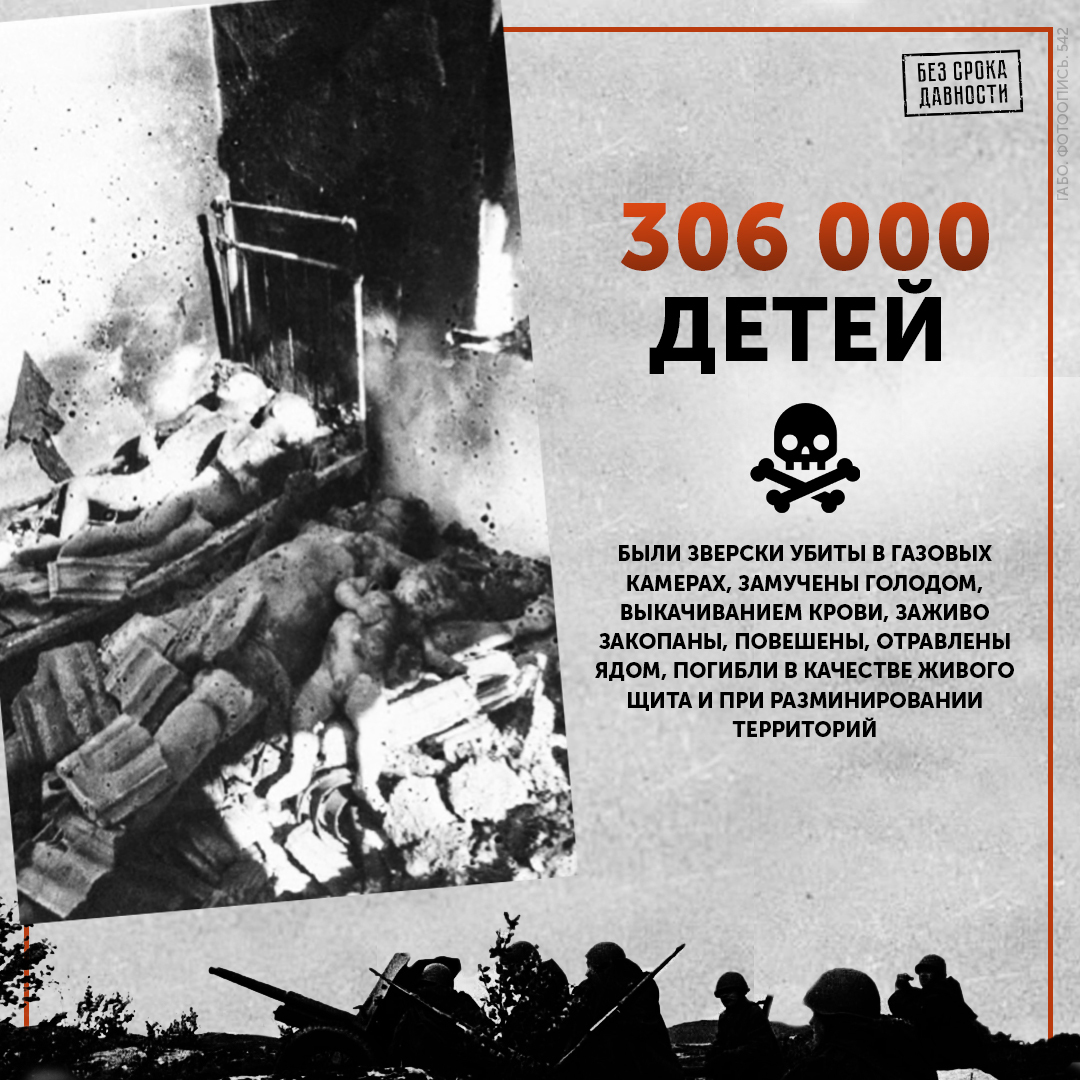 БЕЗ СРОКА
ДАВНОСТИ
ГАБО. ФОТООПИСЬ. 542
306 000
ДЕТЕЙ
БЫЛИ ЗВЕРСКИ УБИТЫ В ГАЗОВЫХ
КАМЕРАХ, ЗАМУЧЕНЫ ГОЛОДОМ,
ВЫКАЧИВАНИЕМ КРОВИ, ЗАЖИВО
ЗАКОПАНЫ, ПОВЕШЕНЫ, ОТРАВЛЕНЫ
ЯДОМ, ПОГИБЛИ В КАЧЕСТВЕ ЖИВОГО
ЩИТА И ПРИ РАЗМИНИРОВАНИИ
ТЕРРИТОРИЙ